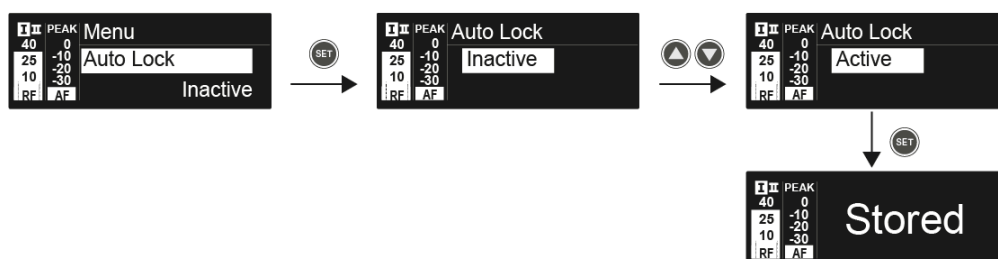 I II PEAK Menu
40 0
25 -10 Auto Lock
-20
10 -30
RF AF Inactive
SET
I II PEAK Auto Lock
40 0
25 -10 Inactive
-20
10 -30
RF AF
I II PEAK Auto Lock
40 0
25 -10 Active
-20
10 -30
RF AF
SET
I II PEAK
40 0
25 -10 Stored
-20
10 -30
RF AF